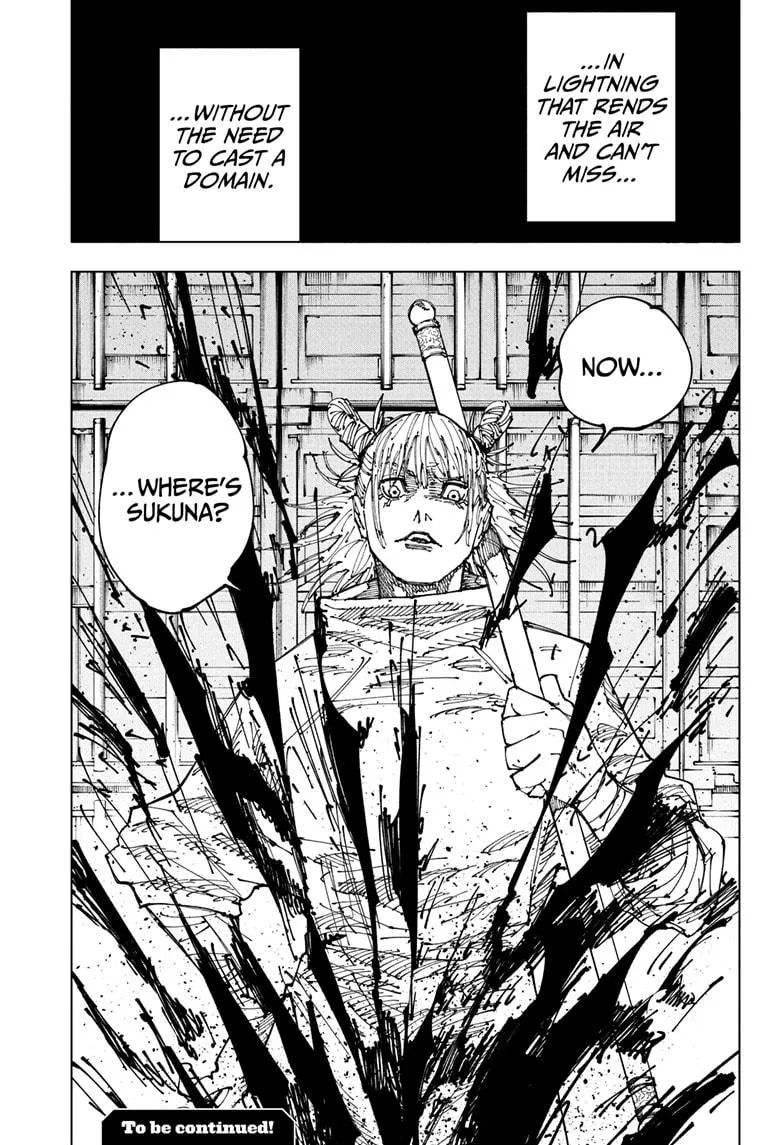 ...IN
LIGHTNING
THAT RENDS
THE AIR
AND CAN'T
MISS...
...WITHOUT
THE NEED
TO CAST A
DOMAIN.
NOW...
...WHERE'S
SUKUNA?
To be continued!